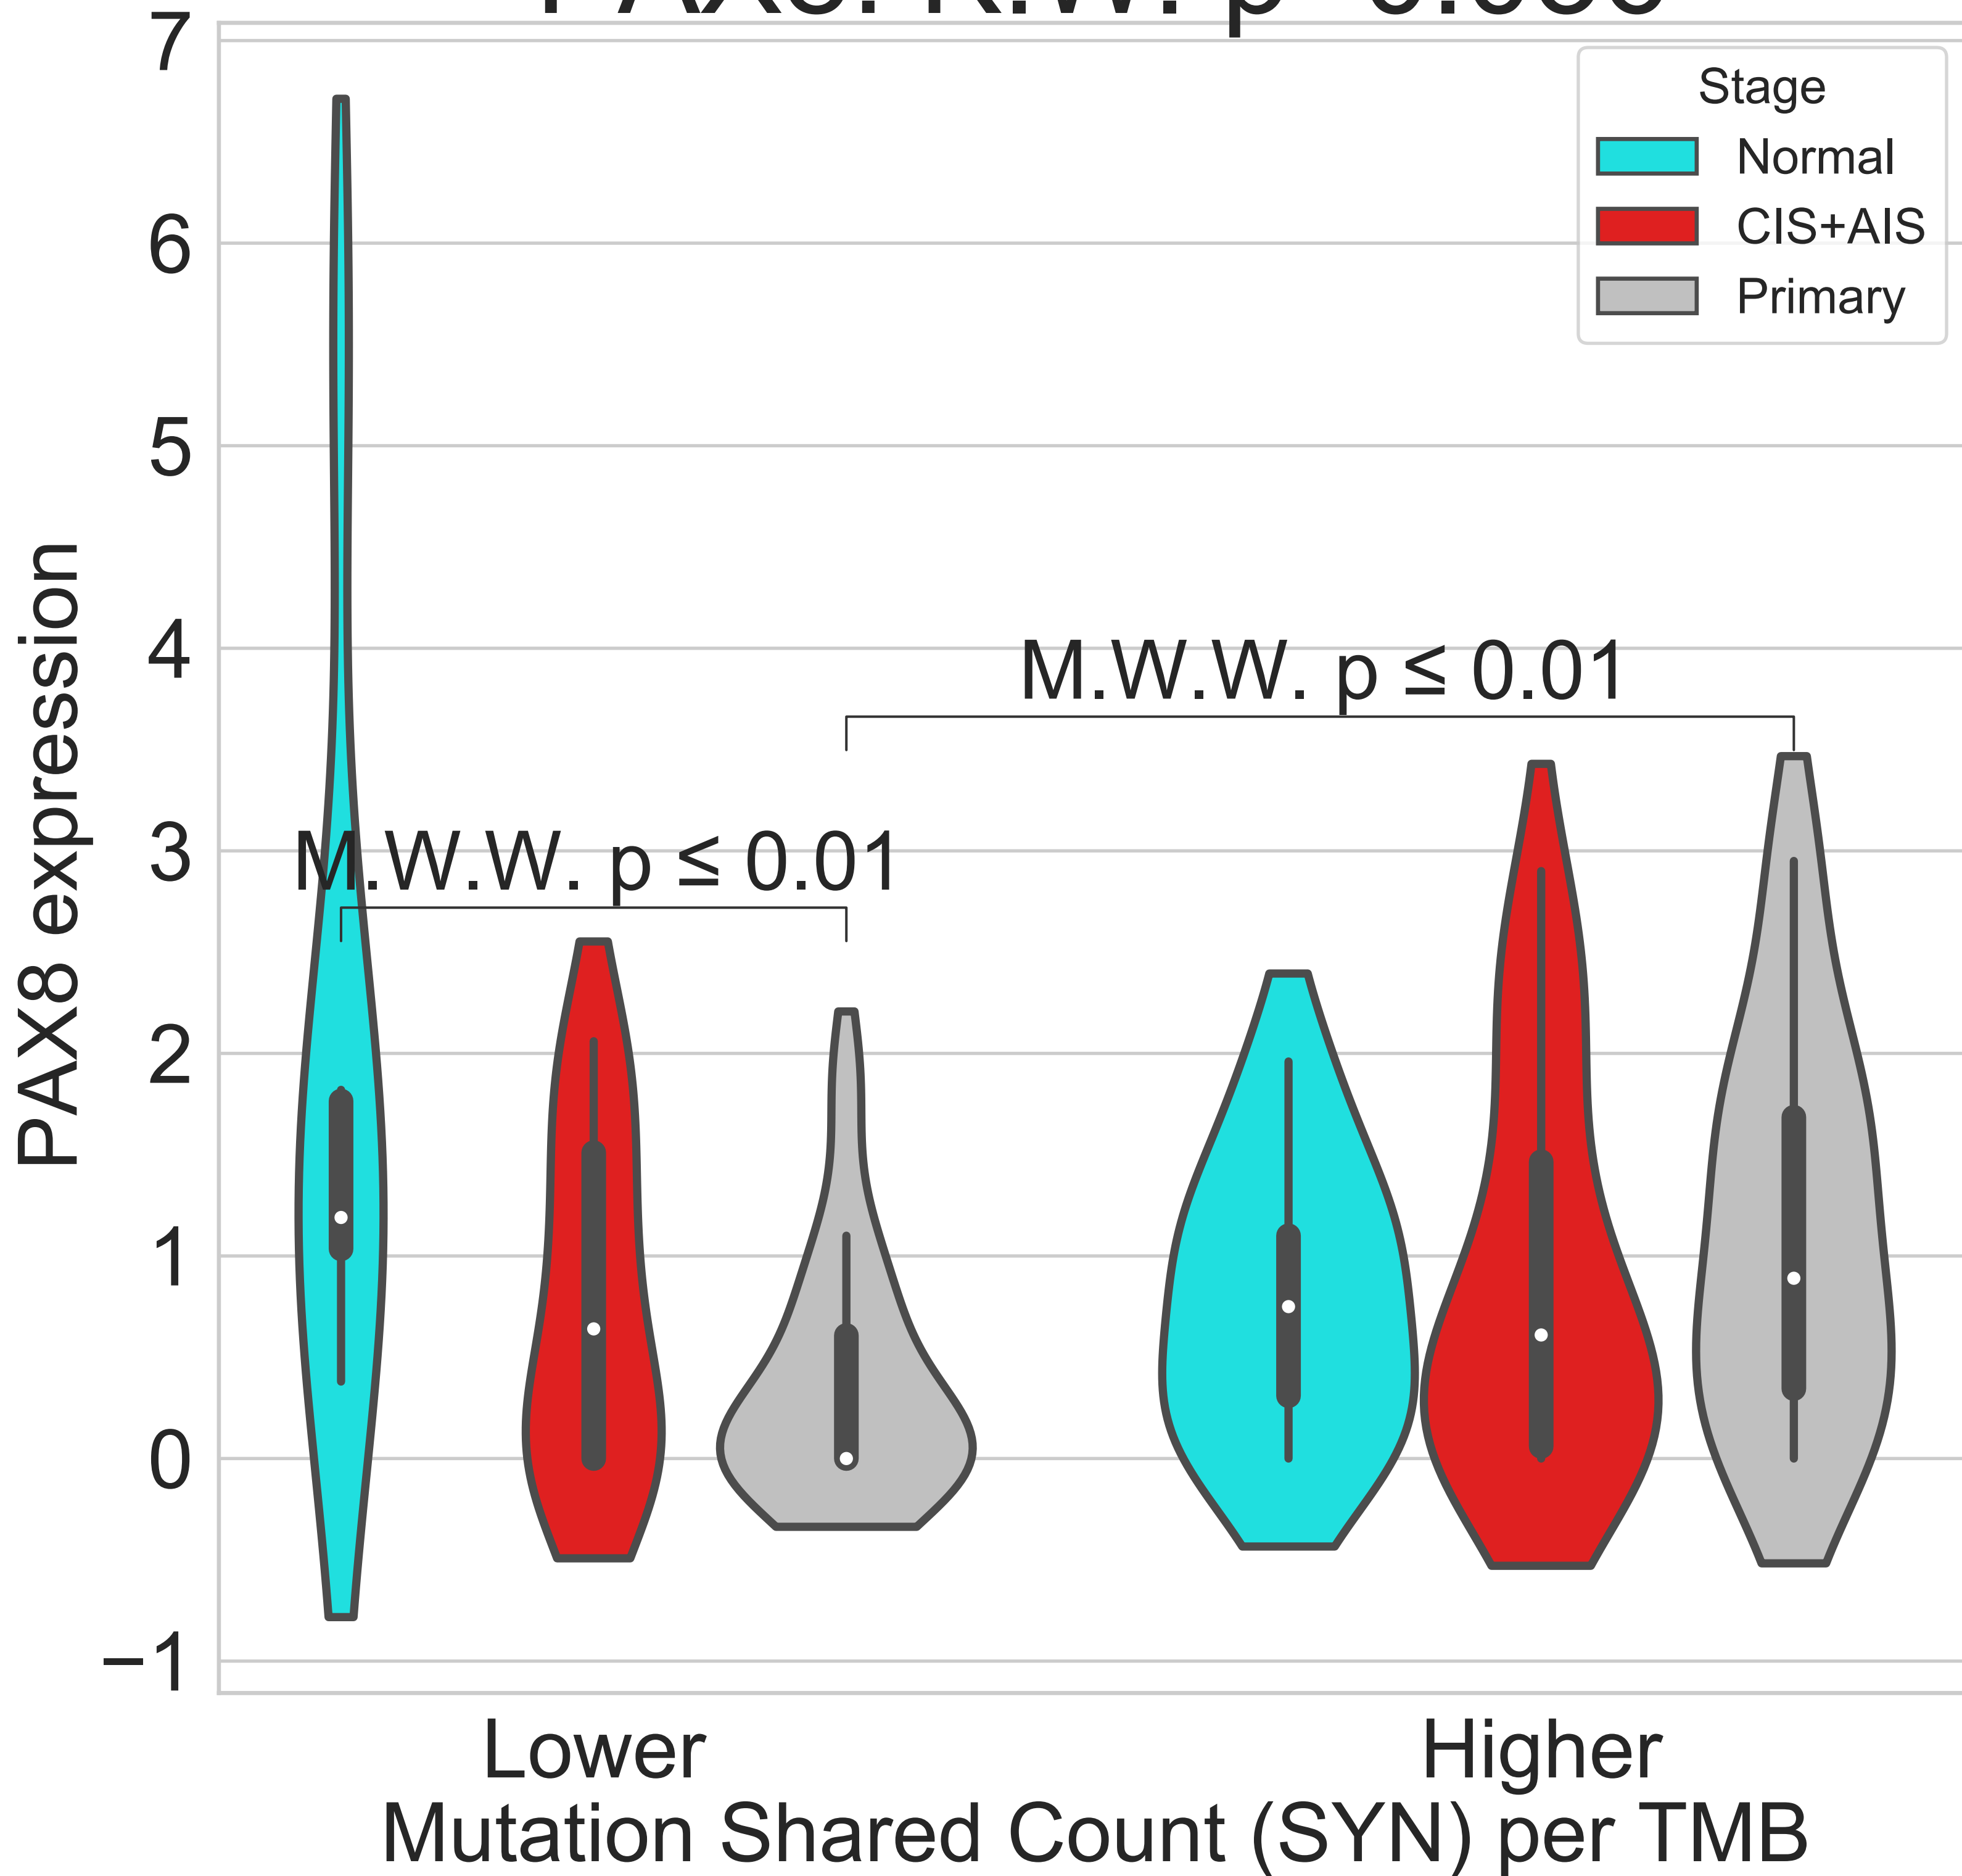 7
6
5
4
3
2
1
0
−1
PAX8 expression
Stage
Normal
CIS+AIS
Primary
M.W.W. p ≤ 0.01
M.W.W. p ≤ 0.01
Lower
Higher
Mutation Shared Count (SYN) per TMB